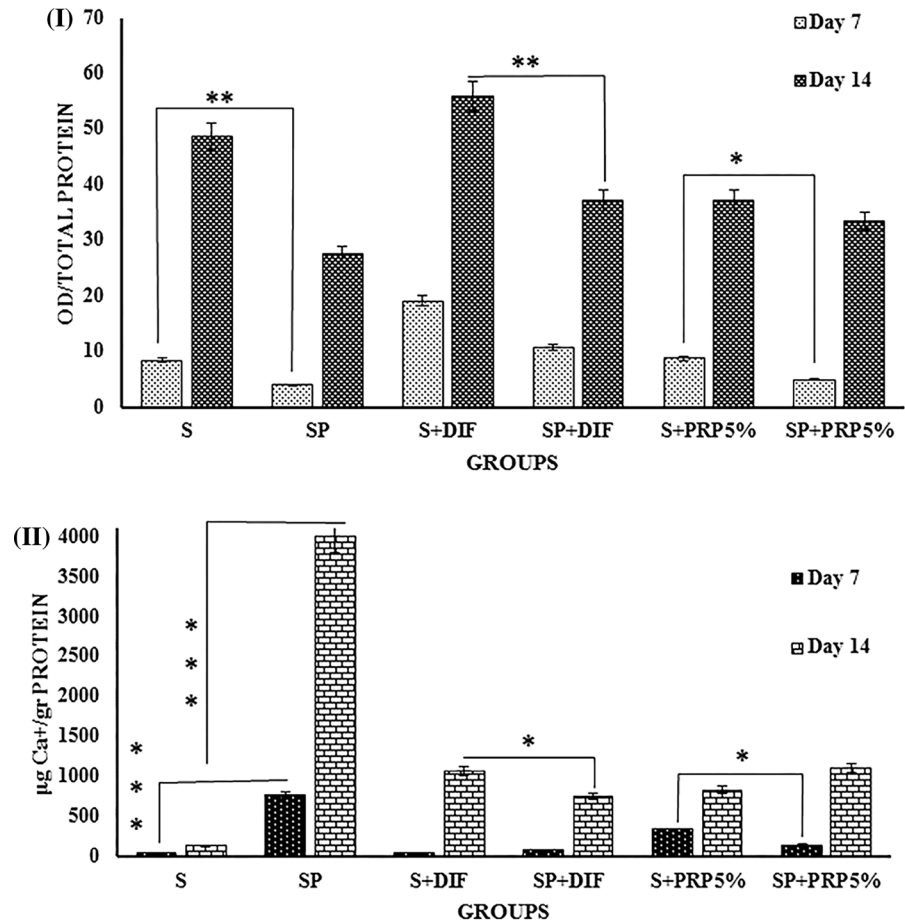 (I)
70
60
50
40
30
20
10
0
OD/TOTAL PROTEIN
Day 7
Day 14
**
**
*
S SP S+DIF SP+DIF S+PRP5% SP+PRP5%
GROUPS
(II)
4000
3500
3000
2500
2000
1500
1000
500
0
µg Ca+/gr PROTEIN
Day 7
Day 14
*
*
*
*
*
*
*
*
S SP S+DIF SP+DIF S+PRP5% SP+PRP5%
GROUPS